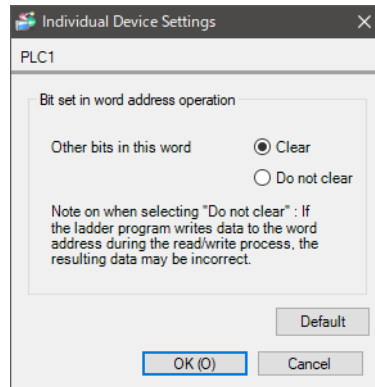 Individual Device Settings
PLC1
Bit set in word address operation
Other bits in this word
Clear
Do not clear
Note on when selecting "Do not clear" : If
the ladder program writes data to the word
address during the read/write process, the
resulting data may be incorrect.
Default
OK (O)
Cancel